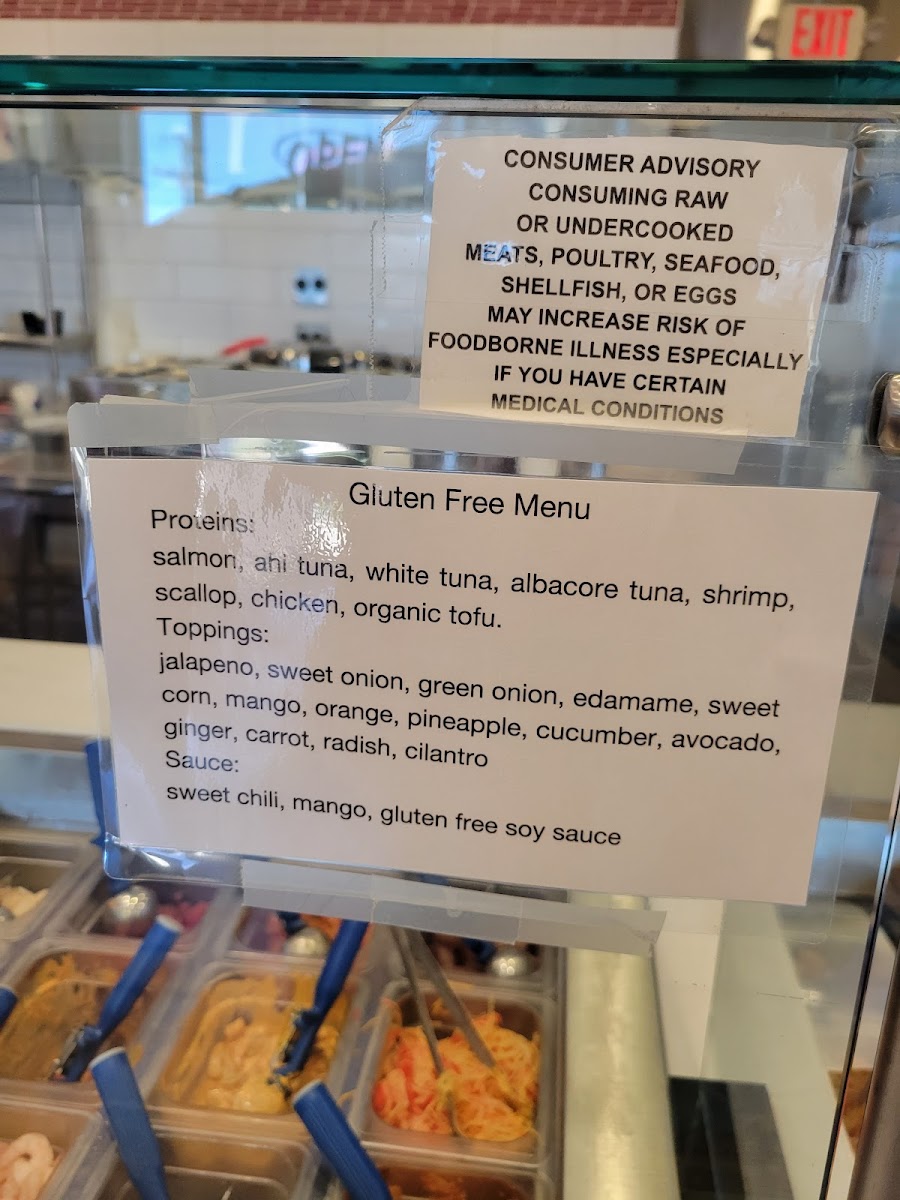 EXIT
CONSUMER ADVISORY
CONSUMING RAW
OR UNDERCOOKED
MEATS, POULTRY, SEAFOOD,
SHELLFISH, OR EGGS
MAY INCREASE RISK OF
FOODBORNE ILLNESS ESPECIALLY
IF YOU HAVE CERTAIN
MEDICAL CONDITIONS
Gluten Free Menu
Proteins:
salmon, ahi tuna, white tuna, albacore tuna, shrimp,
scallop, chicken, organic tofu.
Toppings:
jalapeno, sweet onion, green onion, edamame, sweet
corn, mango, orange, pineapple, cucumber, avocado,
ginger, carrot, radish, cilantro
Sauce:
sweet chili, mango, gluten free soy sauce